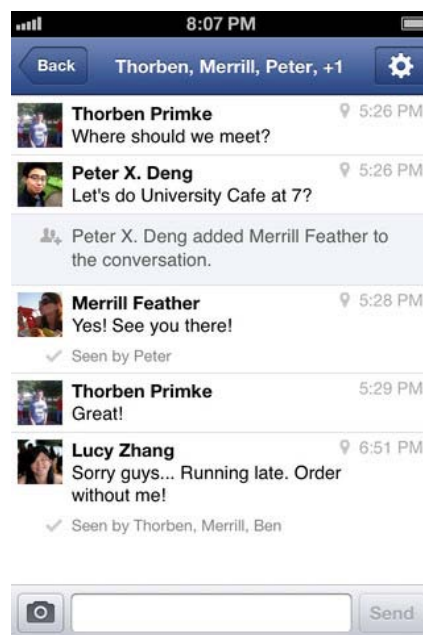 8:07 PM
Back
Thorben, Merrill, Peter, +1
Thorben Primke
5:26 PM
Where should we meet?
Peter X. Deng
5:26 PM
Let's do University Cafe at 7?
Peter X. Deng added Merrill Feather to
the conversation.
Merrill Feather
5:28 PM
Yes! See you there!
Seen by Peter
Thorben Primke
5:29 PM
Great!
Lucy Zhang
6:51 PM
Sorry guys... Running late. Order
without me!
Seen by Thorben, Merrill, Ben
Send